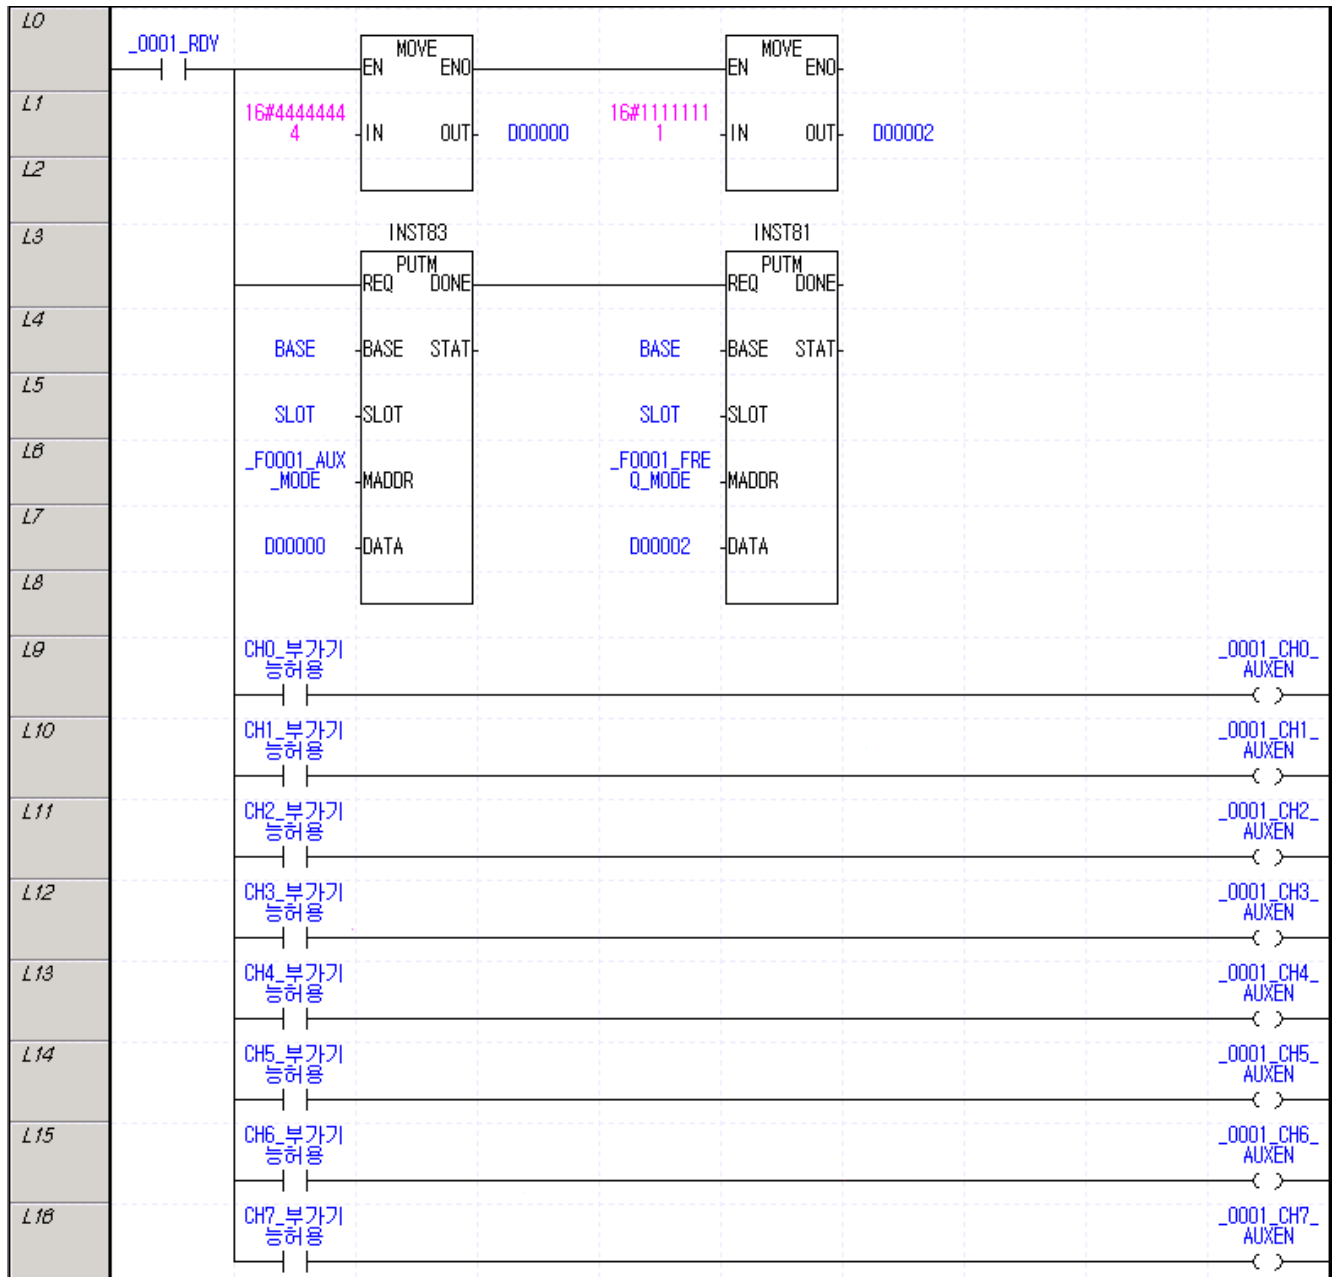 L0
_0001_RDY
MOVE
EN ENO
MOVE
EN ENO
L1
16#4444444
4
IN OUT
D00000
16#1111111
1
IN OUT
D00002
L2
L3
INST83
PUTM
REQ DONE
INST81
PUTM
REQ DONE
L4
BASE
BASE STAT
BASE
BASE STAT
L5
SLOT
SLOT
SLOT
SLOT
L6
_F0001_AUX
_MODE
MADDR
_F0001_FRE
Q_MODE
MADDR
L7
D00000
DATA
D00002
DATA
L8
L9
CH0_부가기
능허용
_0001_CH0_
AUXEN
L10
CH1_부가기
능허용
_0001_CH1_
AUXEN
L11
CH2_부가기
능허용
_0001_CH2_
AUXEN
L12
CH3_부가기
능허용
_0001_CH3_
AUXEN
L13
CH4_부가기
능허용
_0001_CH4_
AUXEN
L14
CH5_부가기
능허용
_0001_CH5_
AUXEN
L15
CH6_부가기
능허용
_0001_CH6_
AUXEN
L16
CH7_부가기
능허용
_0001_CH7_
AUXEN